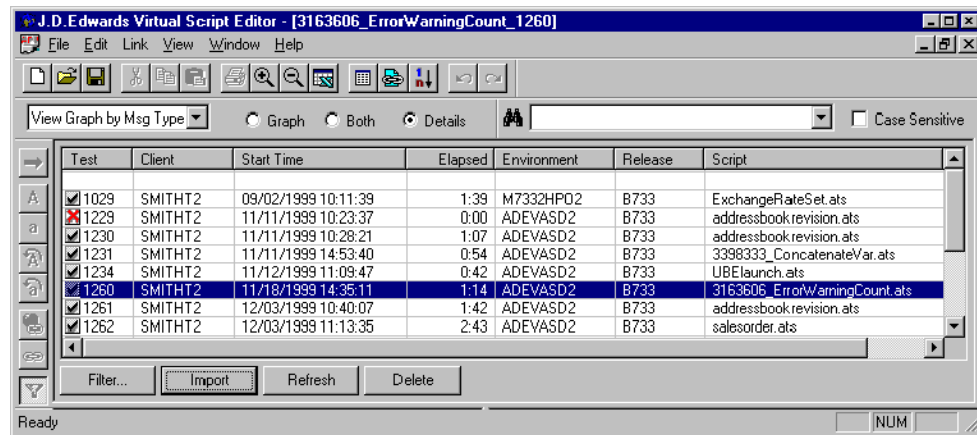 J.D.Edwards Virtual Script Editor - [3163606_ErrorWarningCount_1260]
File Edit Link View Window Help
View Graph by Msg Type Graph Both Details Case Sensitive
Test Client Start Time Elapsed Environment Release Script
1029 SMITHT2 09/02/1999 10:11:39 1:39 M7332HPO2 B733 ExchangeRateSet.ats
1229 SMITHT2 11/11/1999 10:23:37 0:00 ADEVASD2 B733 addressbookrevision.ats
1230 SMITHT2 11/11/1999 10:28:21 1:07 ADEVASD2 B733 addressbookrevision.ats
1231 SMITHT2 11/11/1999 14:53:40 0:54 ADEVASD2 B733 3398333_ConcatenateVar.ats
1234 SMITHT2 11/12/1999 11:09:47 0:42 ADEVASD2 B733 UBElaunch.ats
1260 SMITHT2 11/18/1999 14:35:11 1:14 ADEVASD2 B733 3163606_ErrorWarningCount.ats
1261 SMITHT2 12/03/1999 10:40:07 1:42 ADEVASD2 B733 addressbookrevision.ats
1262 SMITHT2 12/03/1999 11:13:35 2:43 ADEVASD2 B733 salesorder.ats
Filter... Import Refresh Delete
Ready NUM